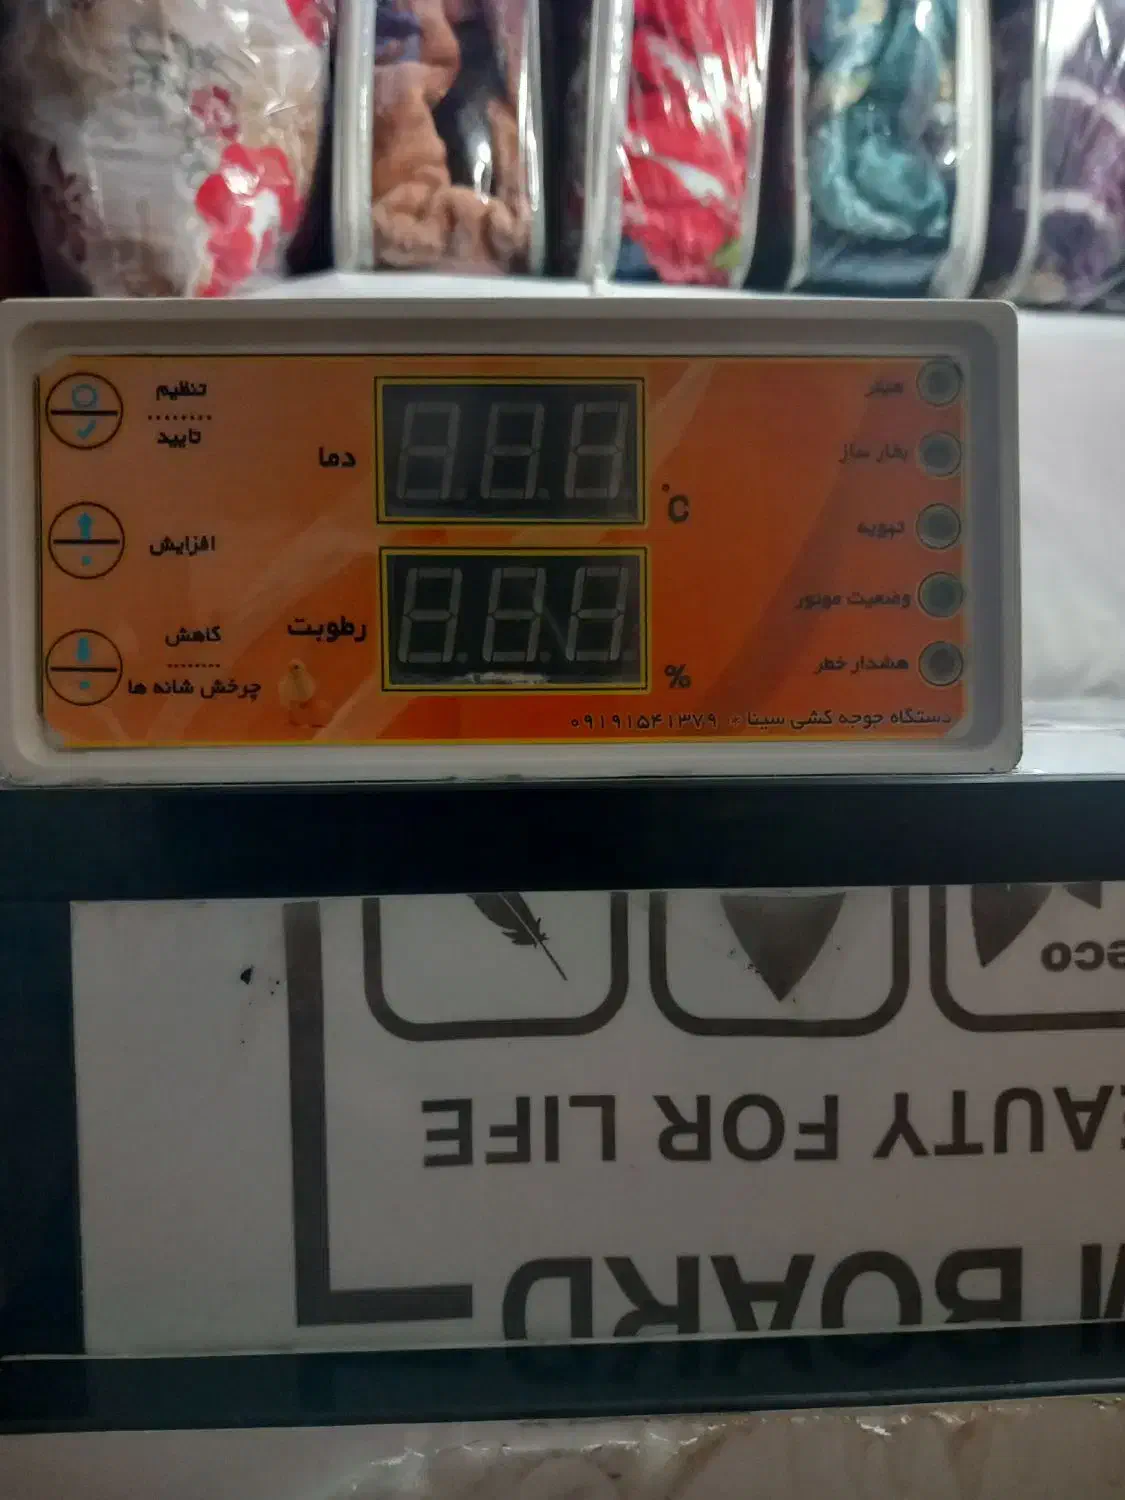 تنظیم
تایید
افزایش
کاهش
چرخش شانه ها
دما
°C
رطوبت
%
هیتر
بخار ساز
تهویه
وضعیت موتور
هشدار خطر
دستگاه جوجه کشی سینا * ۰۹۱۹۱۵۴۱۳۷۹
M BOARD
EAUTY FOR LIFE
eco